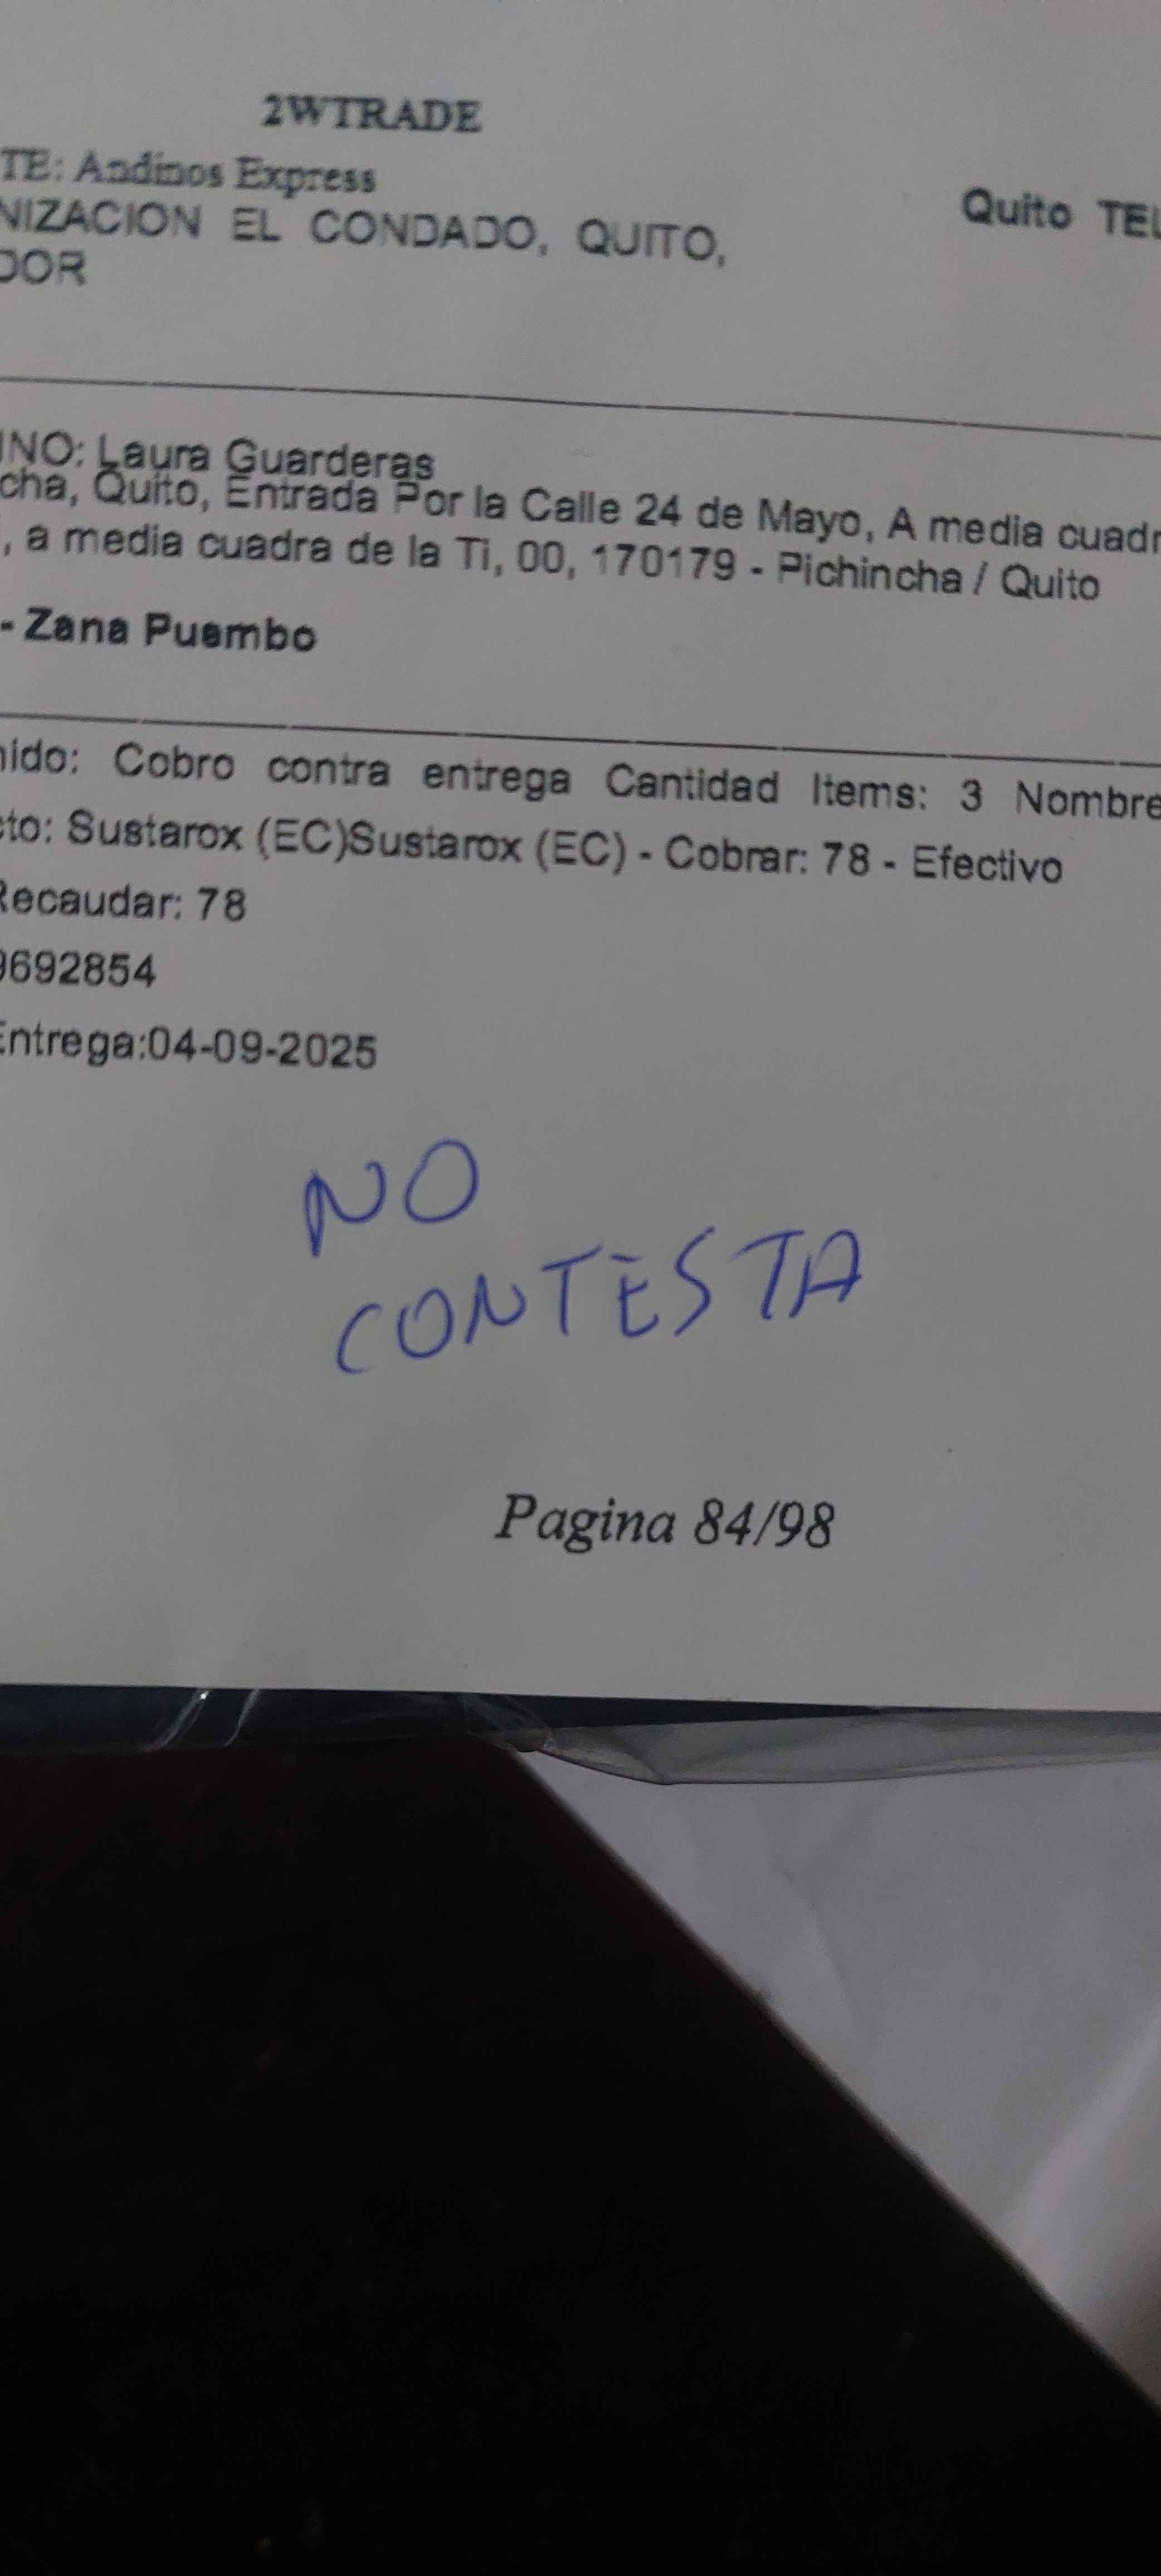 2WTRADE
TE: Andinos Express
NIZACION EL CONDADO, QUITO,
DOR
Quito TEL
INO: Laura Guarderas
cha, Quito, Entrada Por la Calle 24 de Mayo, A media cuadr
, a media cuadra de la Ti, 00, 170179 - Pichincha / Quito
- Zana Puembo
nido: Cobro contra entrega Cantidad Items: 3 Nombre
cto: Sustarox (EC)Sustarox (EC) - Cobrar: 78 - Efectivo
Recaudar: 78
9692854
Entrega:04-09-2025
NO
CONTESTA
Pagina 84/98